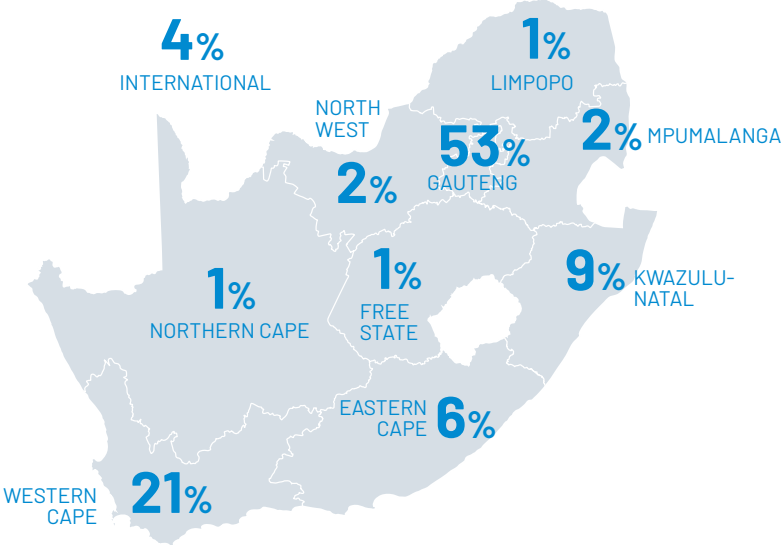 4%
INTERNATIONAL
1%
LIMPOPO
NORTH
WEST
2%
53%
GAUTENG
2%
MPUMALANGA
1%
NORTHERN CAPE
1%
FREE
STATE
9%
KWAZULU-
NATAL
EASTERN
CAPE
6%
WESTERN
CAPE
21%